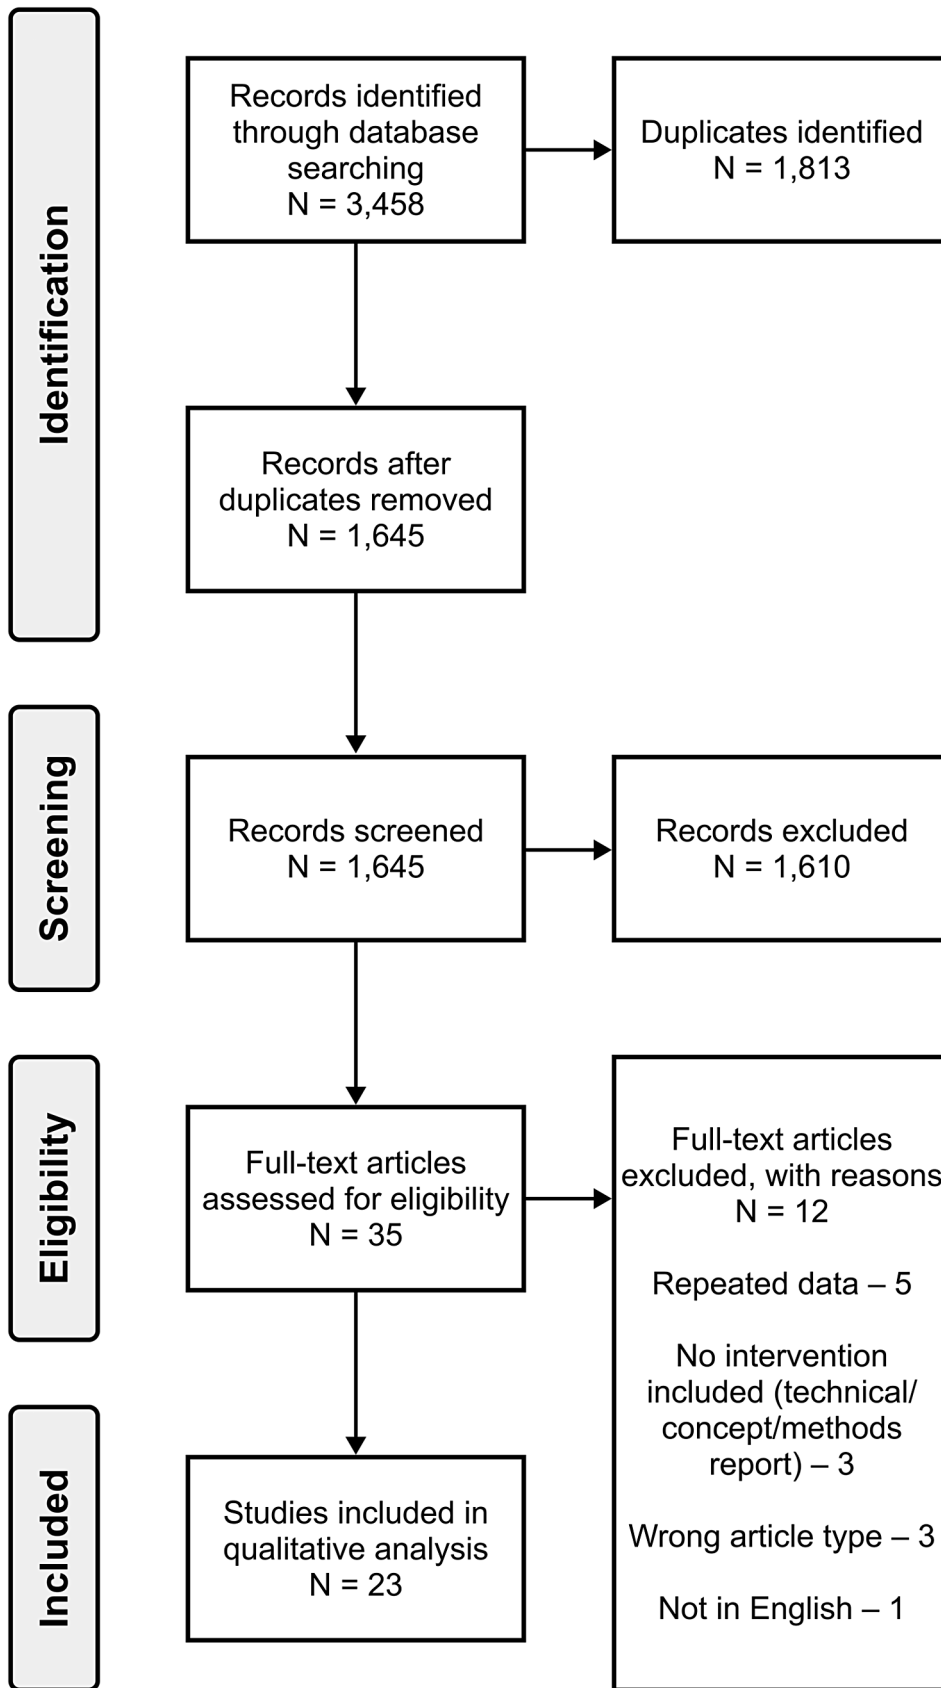 Identification
Records identified
through database
searching
N = 3,458
Duplicates identified
N = 1,813
Records after
duplicates removed
N = 1,645
Screening
Records screened
N = 1,645
Records excluded
N = 1,610
Eligibility
Full-text articles
assessed for eligibility
N = 35
Full-text articles
excluded, with reasons
N = 12
Repeated data – 5
No intervention
included (technical/
concept/methods
report) – 3
Wrong article type – 3
Not in English – 1
Included
Studies included in
qualitative analysis
N = 23